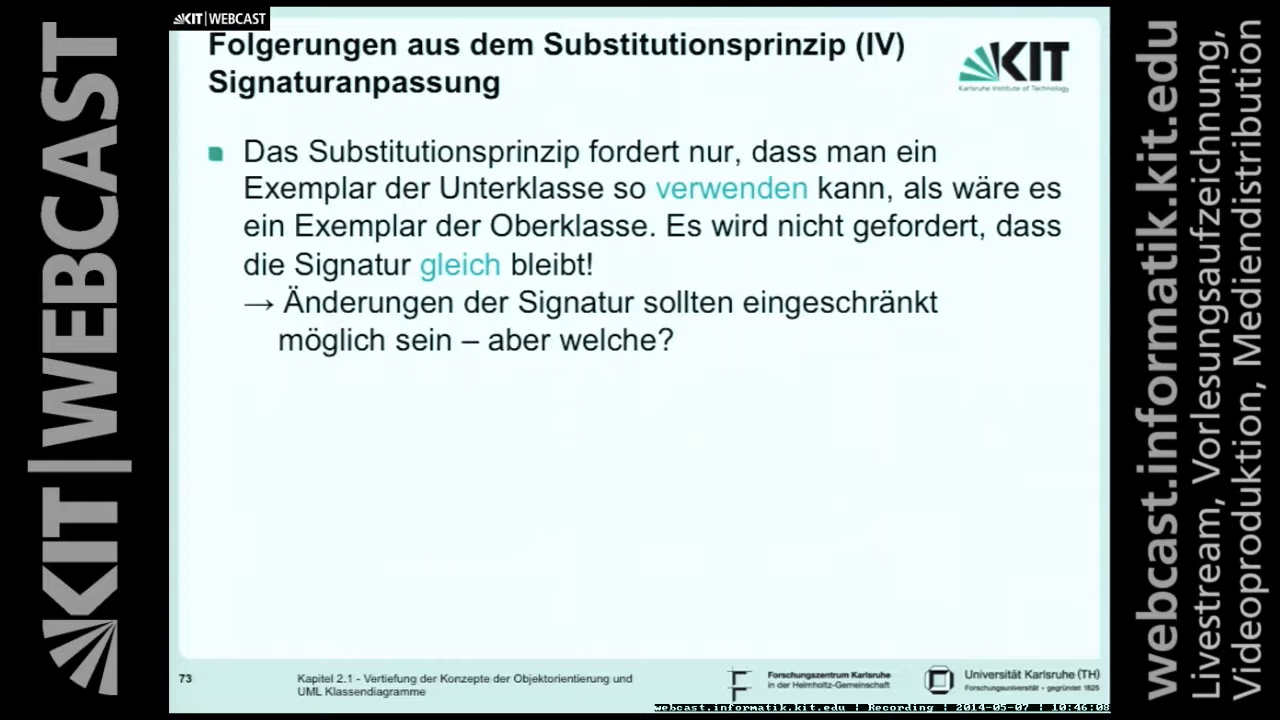 KIT|WEBCAST
KIT|WEBCAST
Folgerungen aus dem Substitutionsprinzip (IV)
Signaturanpassung
KIT
Karlsruhe Institute of Technology
Das Substitutionsprinzip fordert nur, dass man ein
Exemplar der Unterklasse so verwenden kann, als wäre es
ein Exemplar der Oberklasse. Es wird nicht gefordert, dass
die Signatur gleich bleibt!
→ Änderungen der Signatur sollten eingeschränkt
möglich sein – aber welche?
73
Kapitel 2.1 - Vertiefung der Konzepte der Objektorientierung und
UML Klassendiagramme
Forschungszentrum Karlsruhe
in der Helmholtz-Gemeinschaft
Universität Karlsruhe (TH)
Forschungsuniversität - gegründet 1825
webcast.informatik.kit.edu | Recording | 2014-05-07 | 10:46:08
webcast.informatik.kit.edu
Livestream, Vorlesungsaufzeichnung,
Videoproduktion, Mediendistribution